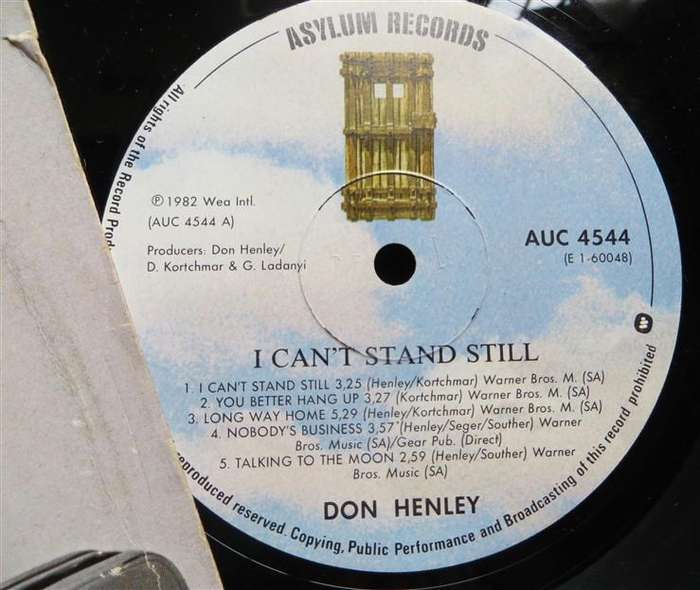 ASYLUM RECORDS
All rights of the Record
℗ 1982 Wea Intl.
(AUC 4544 A)
Producers: Don Henley/
D. Kortchmar & G. Ladanyi
AUC 4544
(E 1-60048)
I CAN'T STAND STILL
1. I CAN'T STAND STILL 3,25 (Henley/Kortchmar) Warner Bros. M. (SA)
2. YOU BETTER HANG UP 3,27 (Kortchmar) Warner Bros. M. (SA)
3. LONG WAY HOME 5,29 (Henley/Kortchmar) Warner Bros. M. (SA)
4. NOBODY'S BUSINESS 3,57 (Henley/Seger/Souther) Warner
Bros. Music (SA)/Gear Pub. (Direct)
5. TALKING TO THE MOON 2,59 (Henley/Souther) Warner
Bros. Music (SA)
DON HENLEY
eproduced reserved. Copying, Public Performance and Broadcasting of this record prohibited